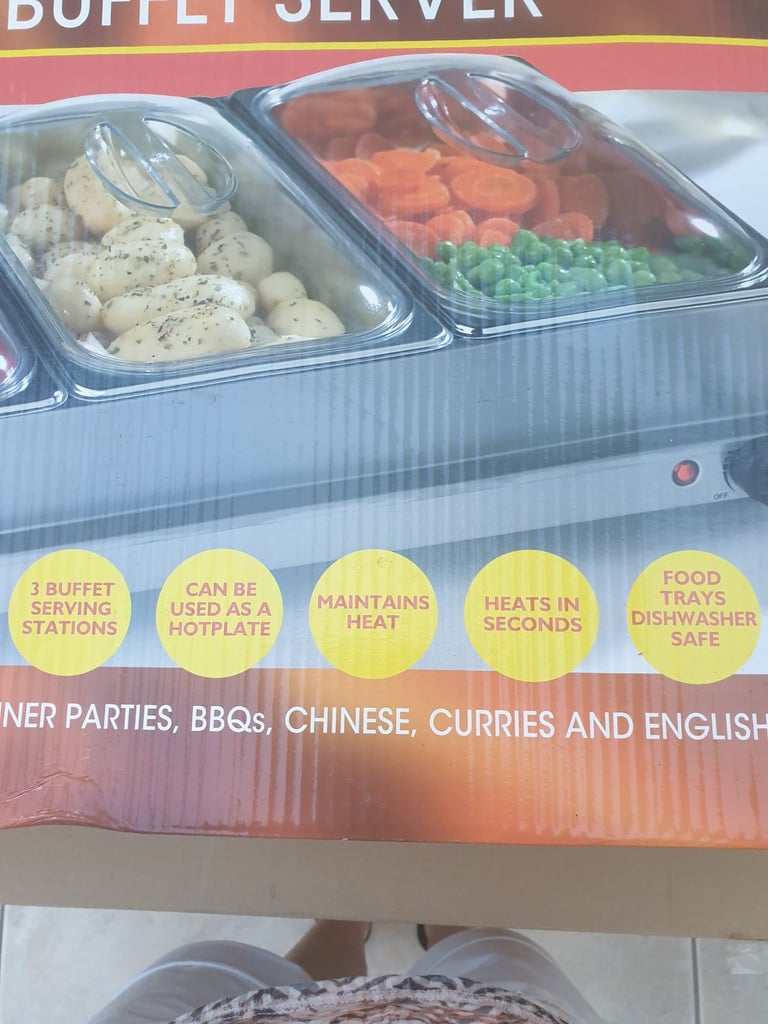 BUFFET SERVER
OFF
3 BUFFET
SERVING
STATIONS
CAN BE
USED AS A
HOTPLATE
MAINTAINS
HEAT
HEATS IN
SECONDS
FOOD
TRAYS
DISHWASHER
SAFE
NNER PARTIES, BBQs, CHINESE, CURRIES AND ENGLISH